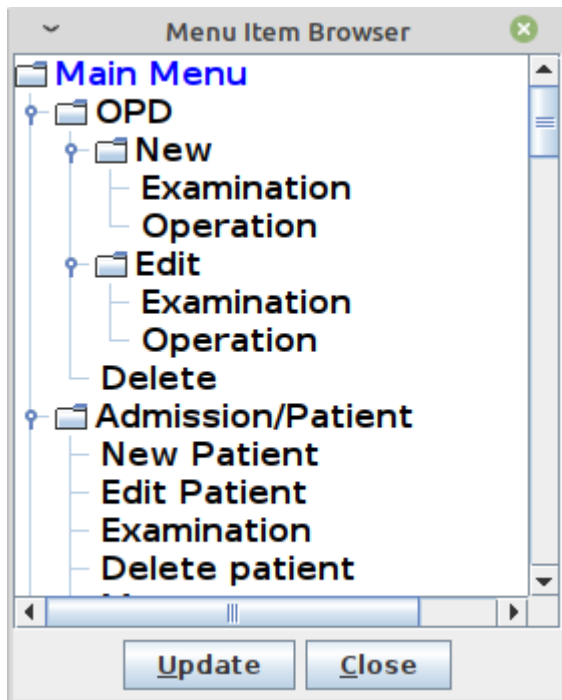 Menu Item Browser
Main Menu
OPD
New
Examination
Operation
Edit
Examination
Operation
Delete
Admission/Patient
New Patient
Edit Patient
Examination
Delete patient
Update Close